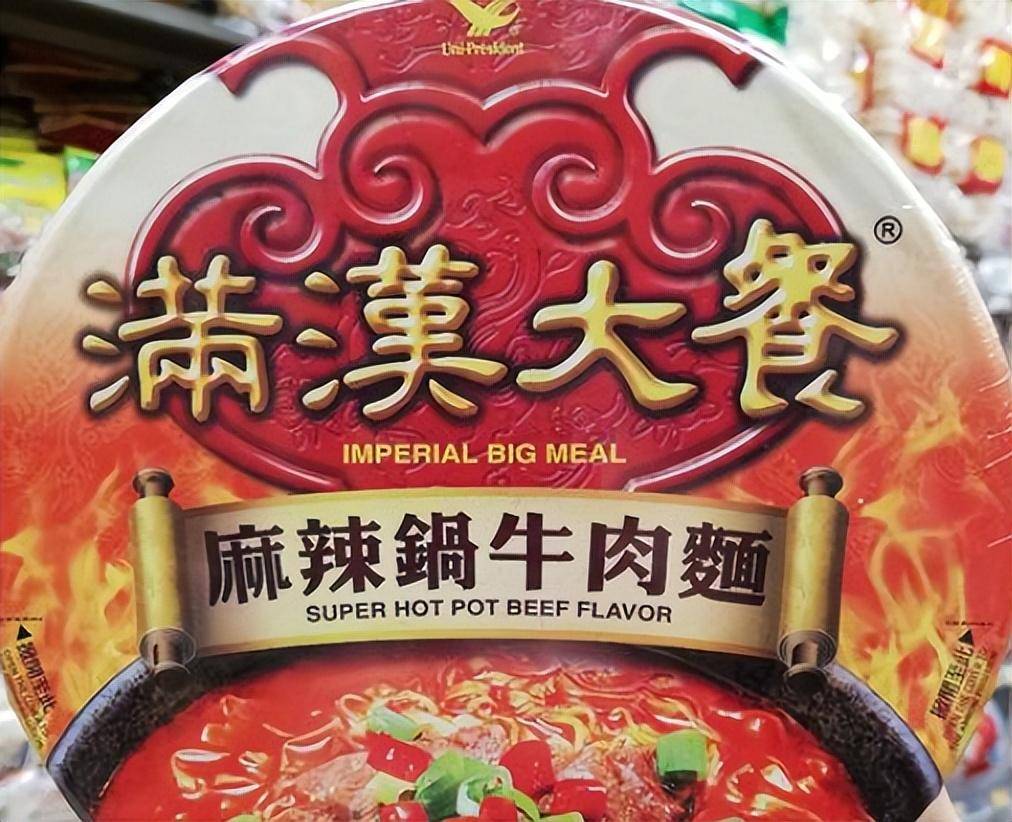 Uni-President
滿漢大餐®
IMPERIAL BIG MEAL
麻辣鍋牛肉麵
SUPER HOT POT BEEF FLAVOR